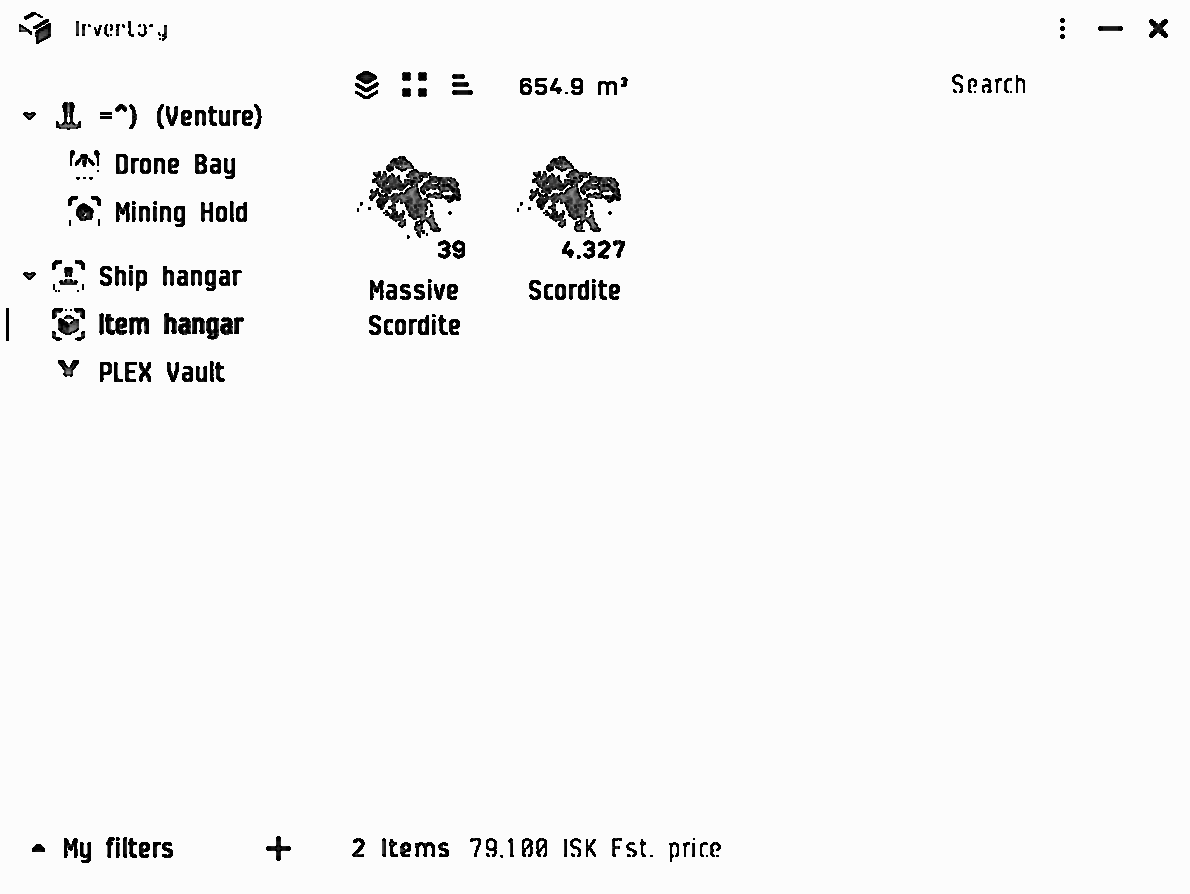 Inventory
654.9 m³
Search
=^) (Venture)
Drone Bay
Mining Hold
Ship hangar
Item hangar
PLEX Vault
39
Massive
Scordite
4.327
Scordite
My filters
2 Items 79.100 ISK Est. price